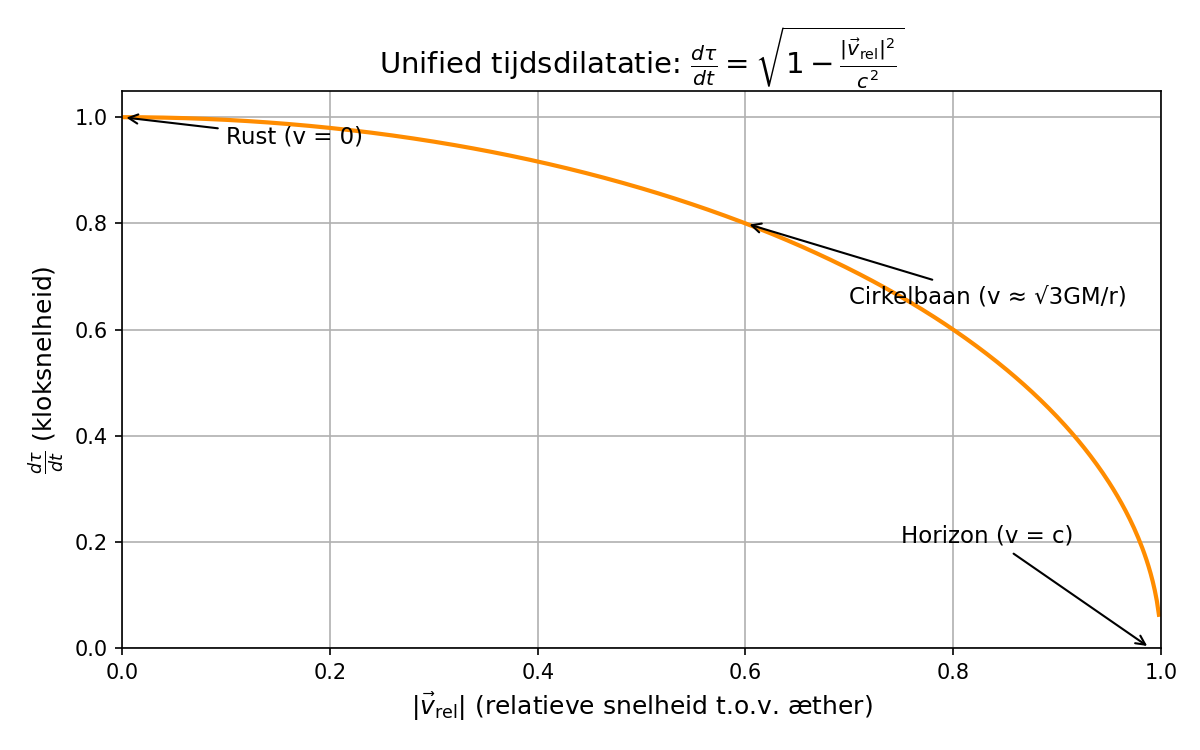 Unified tijdsdilatatie: dτ/dt = √(1 − |v⃗rel|²/c²)
1.0
Rust (v = 0)
0.8
Cirkelbaan (v ≈ √3GM/r)
0.6
0.4
Horizon (v = c)
0.2
0.0
dτ/dt (kloksnelheid)
0.0 0.2 0.4 0.6 0.8 1.0
|v⃗rel| (relatieve snelheid t.o.v. æther)